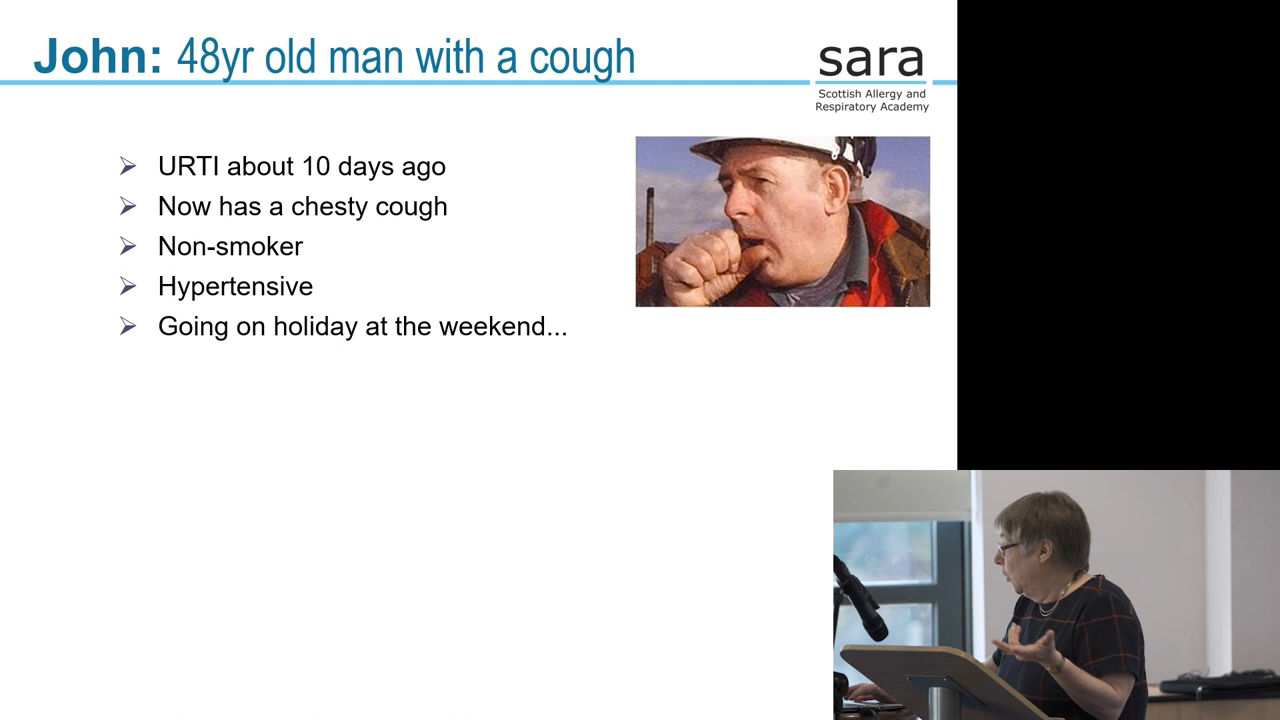 John: 48yr old man with a cough
sara
Scottish Allergy and
Respiratory Academy
URTI about 10 days ago
Now has a chesty cough
Non-smoker
Hypertensive
Going on holiday at the weekend...